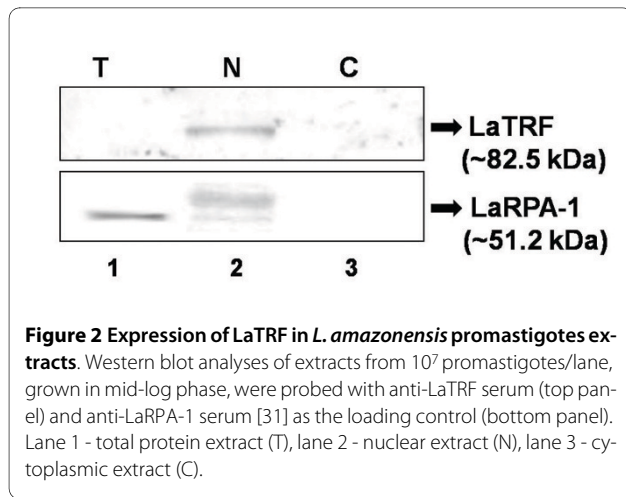 T N C
LaTRF
(~82.5 kDa)
LaRPA-1
(~51.2 kDa)
1 2 3
Figure 2 Expression of LaTRF in L. amazonensis promastigotes ex-
tracts. Western blot analyses of extracts from 10⁷ promastigotes/lane,
grown in mid-log phase, were probed with anti-LaTRF serum (top pan-
el) and anti-LaRPA-1 serum [31] as the loading control (bottom panel).
Lane 1 - total protein extract (T), lane 2 - nuclear extract (N), lane 3 - cy-
toplasmic extract (C).